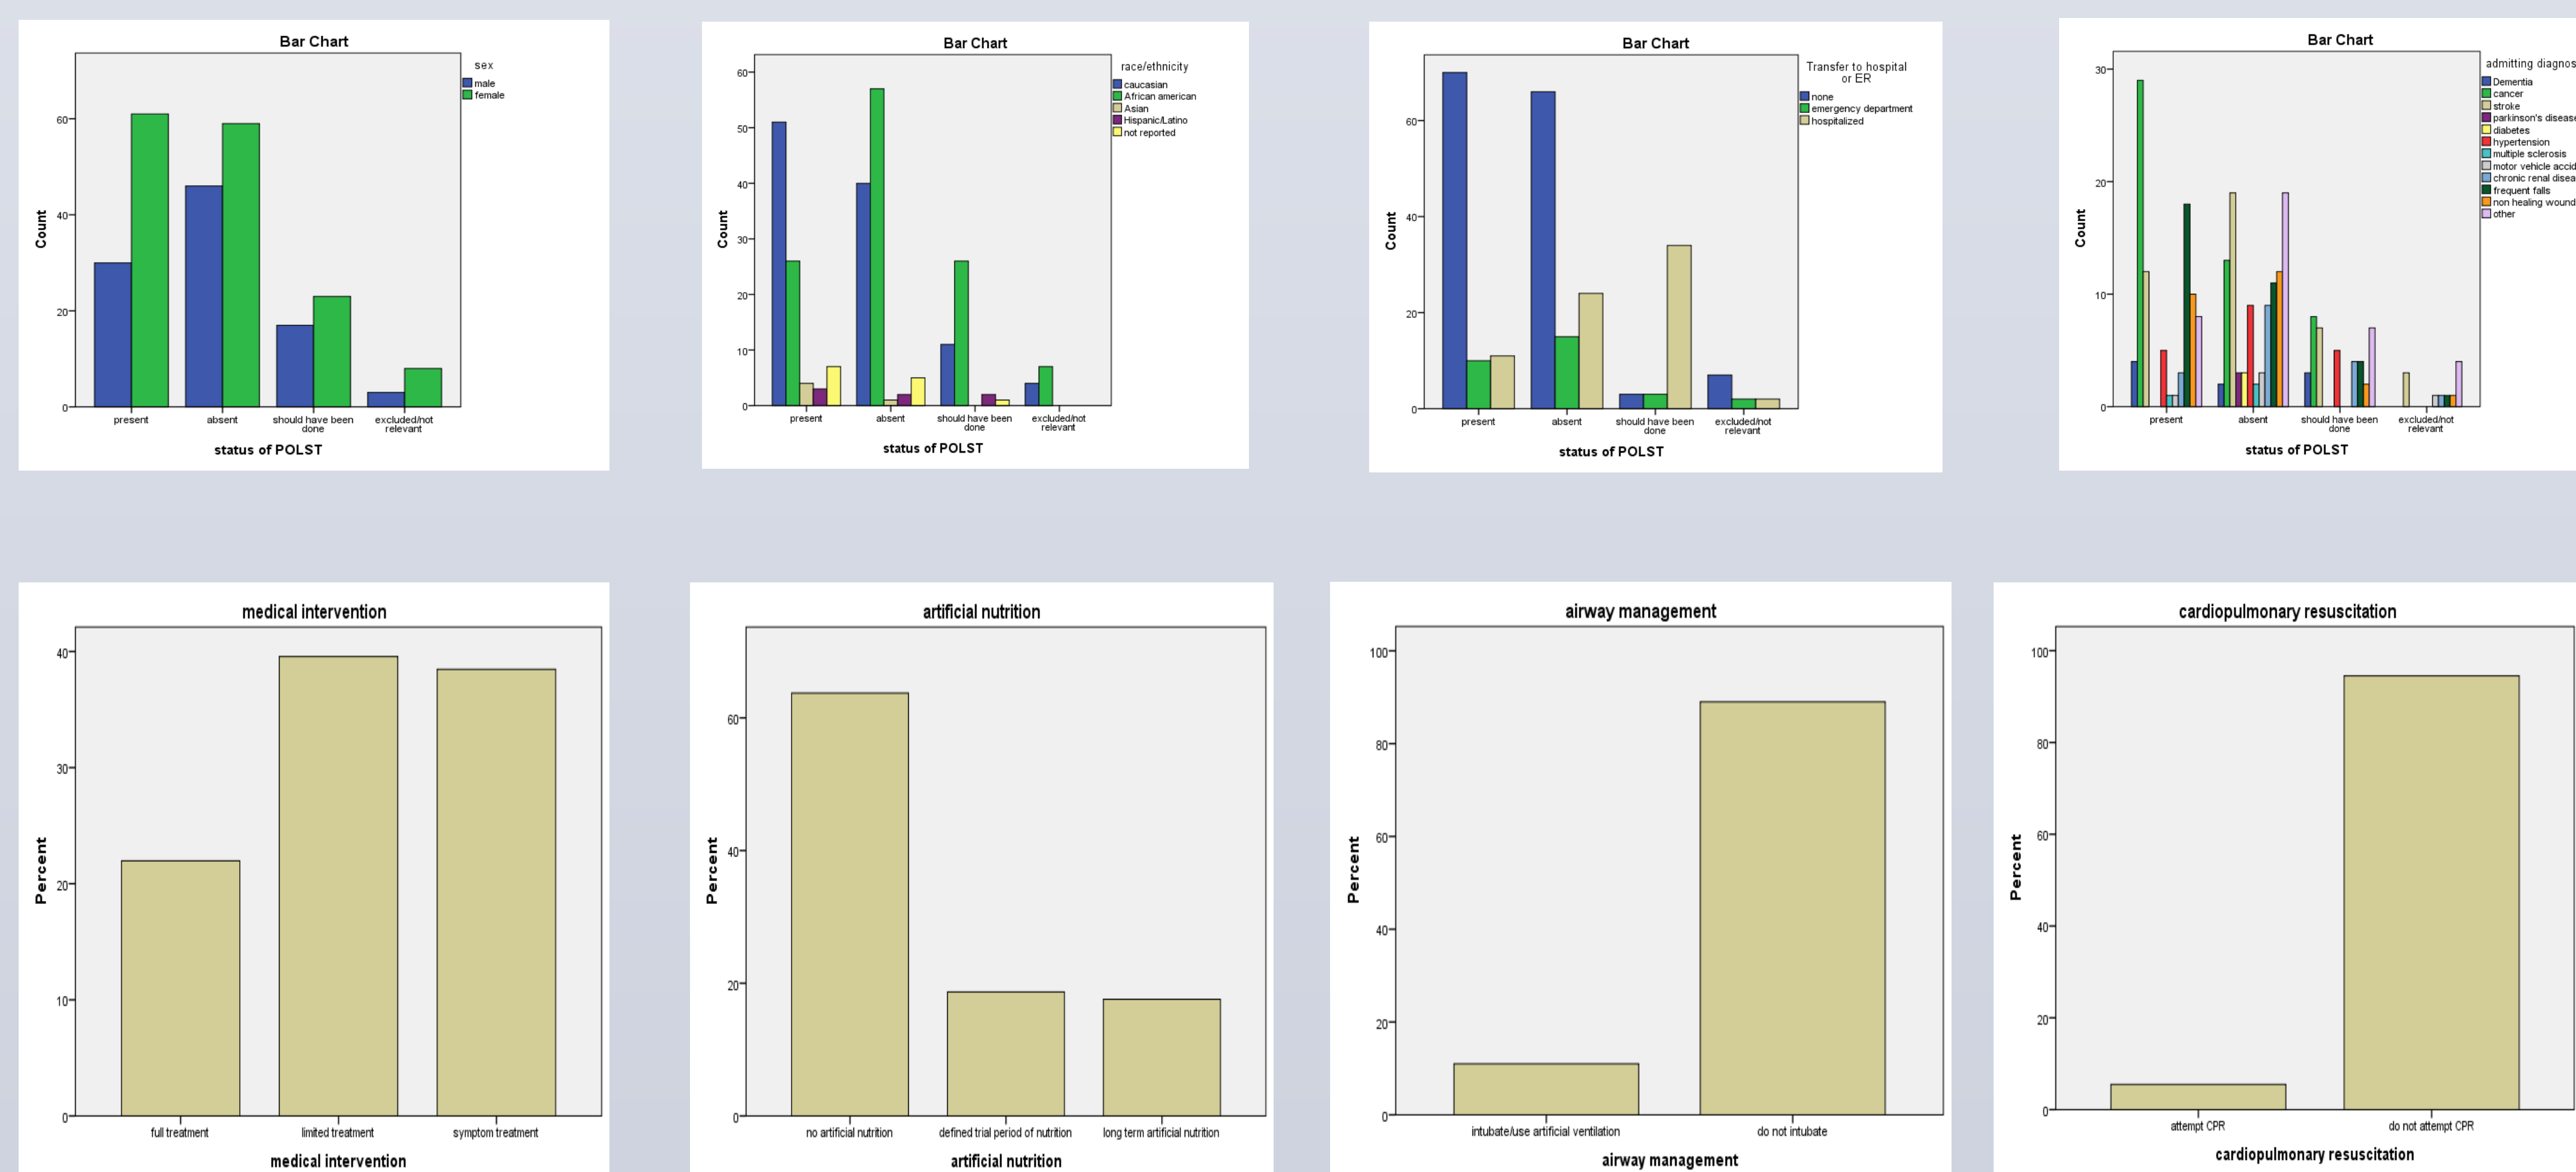 Bar Chart
sex
male
female
60
40
20
0
Count
present
absent
should have been
done
excluded/not
relevant
status of POLST
Bar Chart
race/ethnicity
caucasian
African american
Asian
Hispanic/Latino
not reported
60
50
40
30
20
10
0
Count
present
absent
should have been
done
excluded/not
relevant
status of POLST
Bar Chart
Transfer to hospital
or ER
none
emergency department
hospitalized
60
40
20
0
Count
present
absent
should have been
done
excluded/not
relevant
status of POLST
Bar Chart
admitting diagnos
Dementia
cancer
stroke
parkinson's disease
diabetes
hypertension
multiple sclerosis
motor vehicle accid
chronic renal disea
frequent falls
non healing wound
other
30
20
10
0
Count
present
absent
should have been
done
excluded/not
relevant
status of POLST
medical intervention
40
30
20
10
0
Percent
full treatment
limited treatment
symptom treatment
medical intervention
artificial nutrition
60
40
20
0
Percent
no artificial nutrition
defined trial period of nutrition
long term artificial nutrition
artificial nutrition
airway management
100
80
60
40
20
0
Percent
intubate/use artificial ventilation
do not intubate
airway management
cardiopulmonary resuscitation
100
80
60
40
20
0
Percent
attempt CPR
do not attempt CPR
cardiopulmonary resuscitation